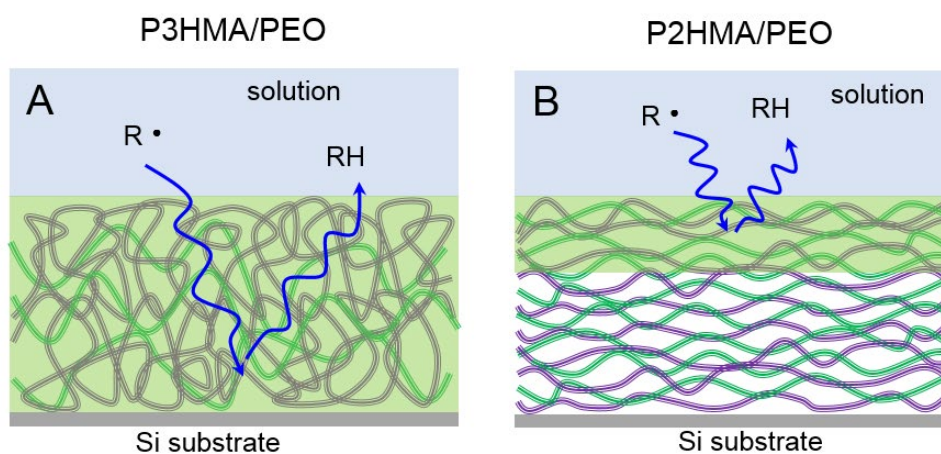 P3HMA/PEO
A
solution
R •
RH
Si substrate
P2HMA/PEO
B
solution
R •
RH
Si substrate